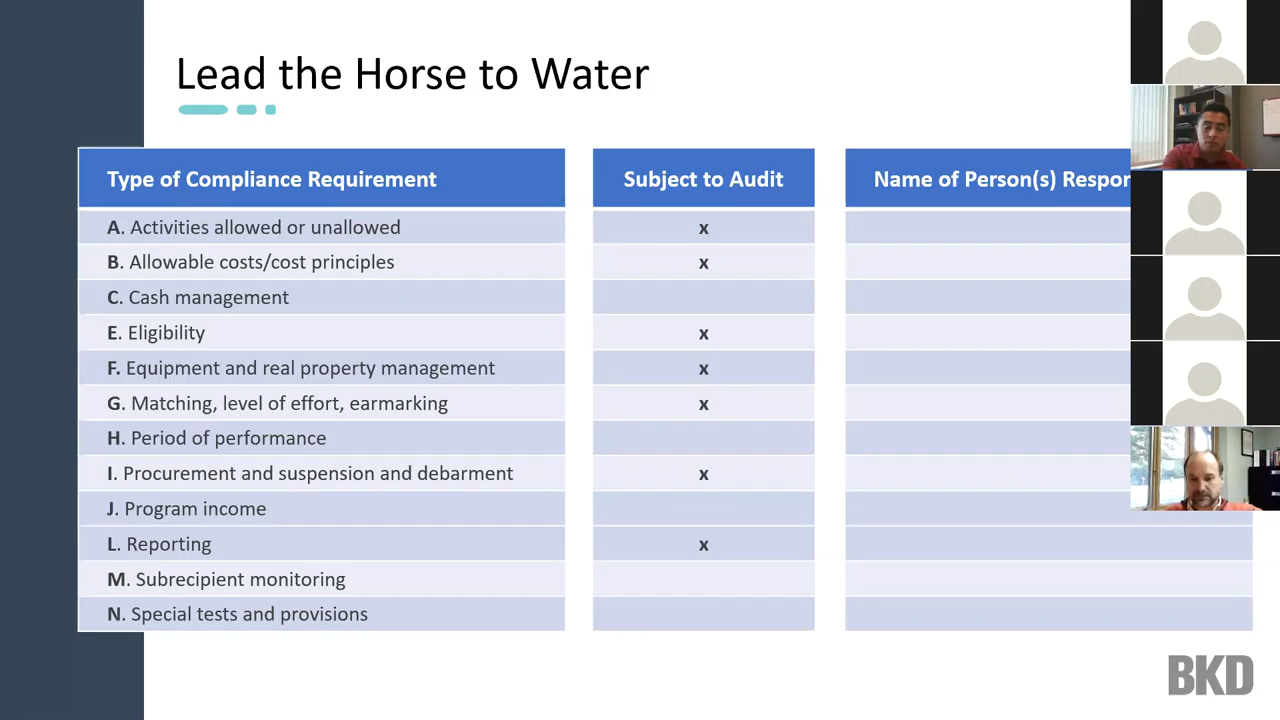 Lead the Horse to Water
Type of Compliance Requirement
Subject to Audit
Name of Person(s) Respor
A. Activities allowed or unallowed
x
B. Allowable costs/cost principles
x
C. Cash management
E. Eligibility
x
F. Equipment and real property management
x
G. Matching, level of effort, earmarking
x
H. Period of performance
I. Procurement and suspension and debarment
x
J. Program income
L. Reporting
x
M. Subrecipient monitoring
N. Special tests and provisions
BKD